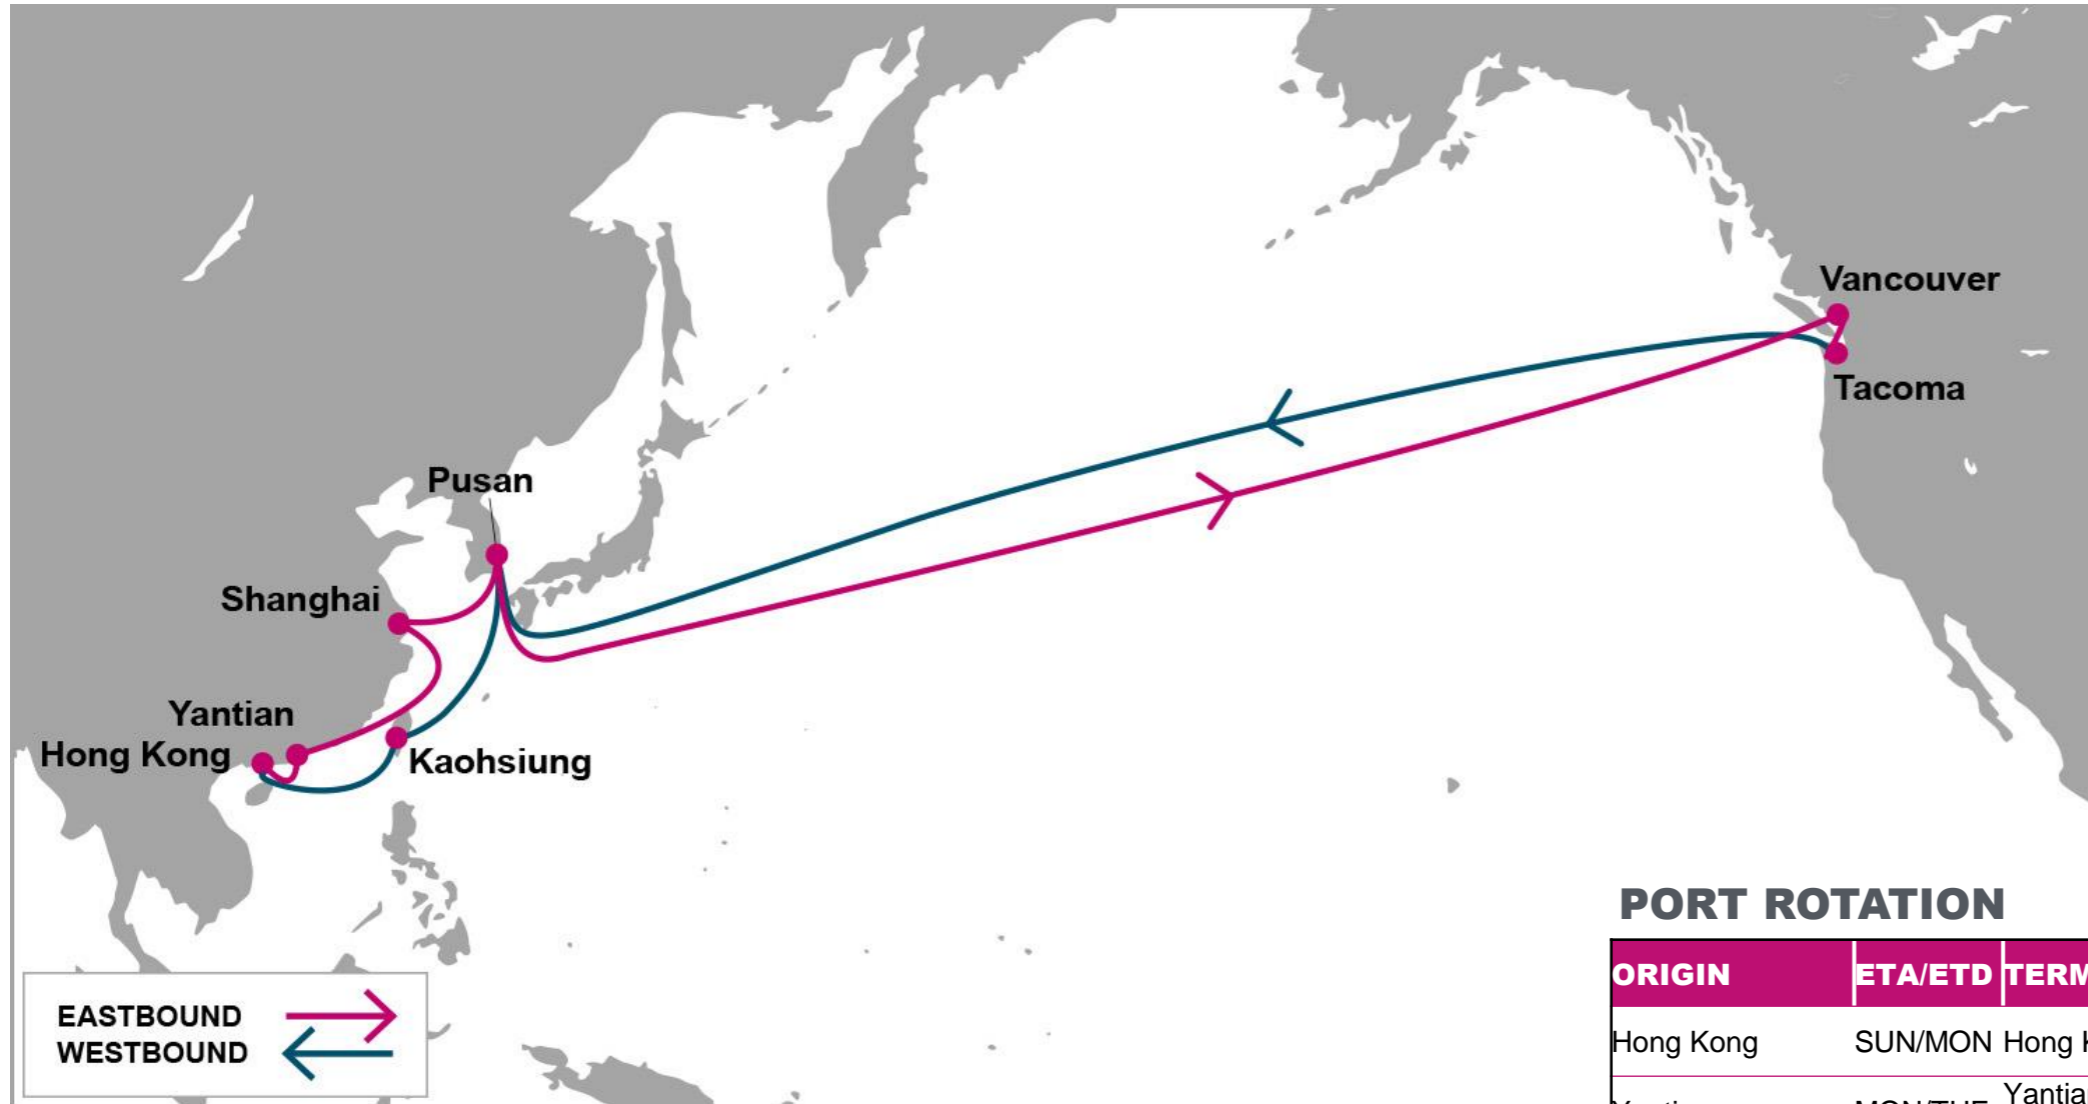 Vancouver
Tacoma
Pusan
Shanghai
Yantian
Hong Kong
Kaohsiung
EASTBOUND
WESTBOUND
PORT ROTATION
ORIGIN ETA/ETD
Hong Kong SUN/MON Hong